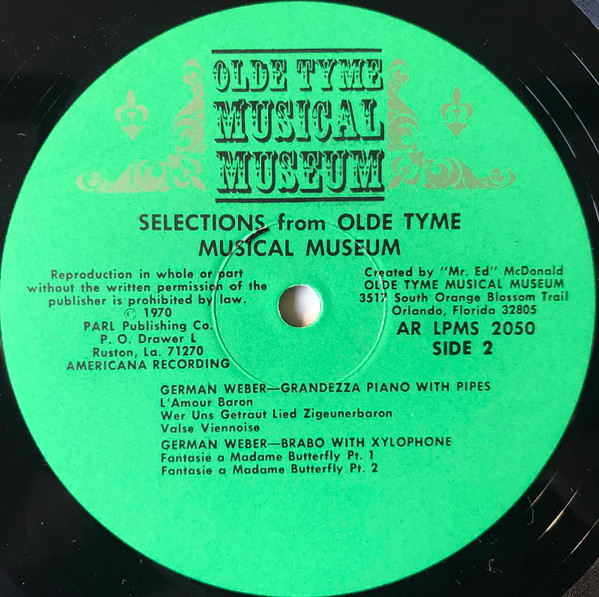 OLDE TYME
MUSICAL
MUSEUM
SELECTIONS from OLDE TYME
MUSICAL MUSEUM
Reproduction in whole or part
without the written permission of the
publisher is prohibited by law.
© 1970
PARL Publishing Co.
P. O. Drawer L
Ruston, La. 71270
AMERICANA RECORDING
Created by "Mr. Ed" McDonald
OLDE TYME MUSICAL MUSEUM
3517 South Orange Blossom Trail
Orlando, Florida 32805
AR LPMS 2050
SIDE 2
GERMAN WEBER—GRANDEZZA PIANO WITH PIPES
L'Amour Baron
Wer Uns Getraut Lied Zigeunerbaron
Valse Viennoise
GERMAN WEBER—BRABO WITH XYLOPHONE
Fantasie a Madame Butterfly Pt. 1
Fantasie a Madame Butterfly Pt. 2